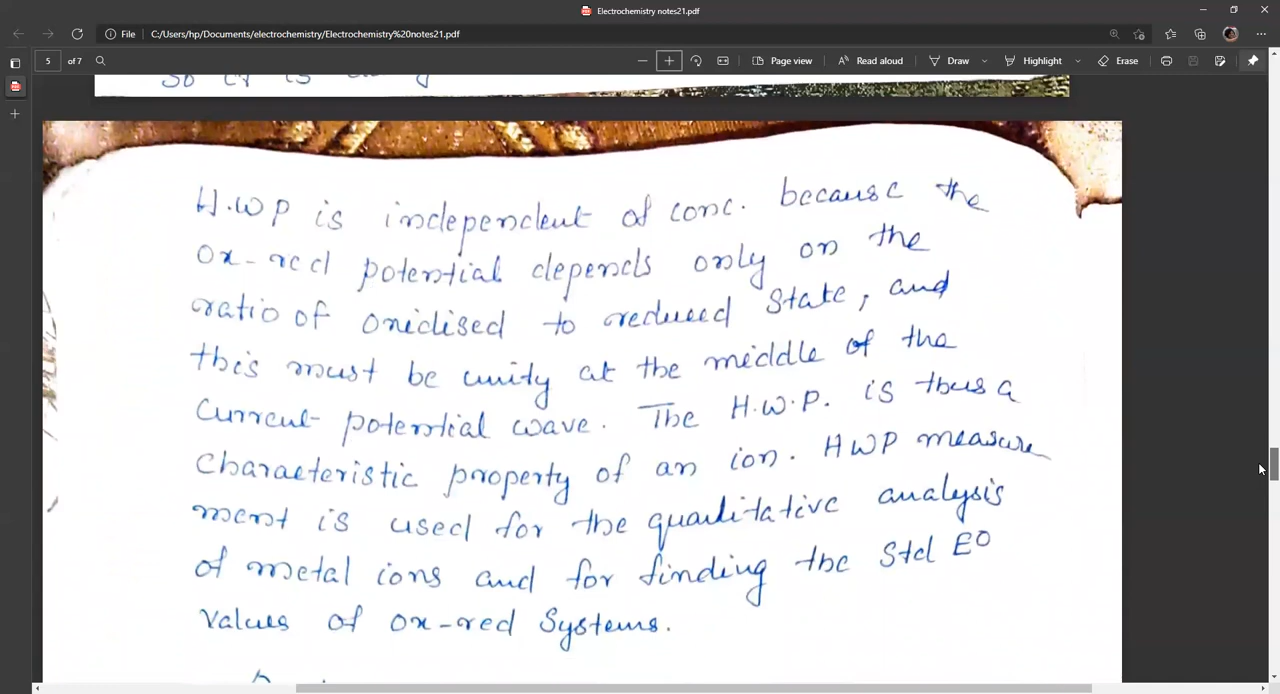 Electrochemistry notes21.pdf
File C:/Users/hp/Documents/electrochemistry/Electrochemistry%20notes21.pdf
5 of 7 Page view Read aloud Draw Highlight Erase
So it is
H.W P is independent of conc. because the
ox-red potential depends only on the
ratio of oxidised to reduced state, and
this must be unity at the middle of the
current potential wave. The H.W.P. is thus a
characteristic property of an ion. HWP measure
ment is used for the qualitative analysis
of metal ions and for finding the Std E0
values of ox-red Systems.